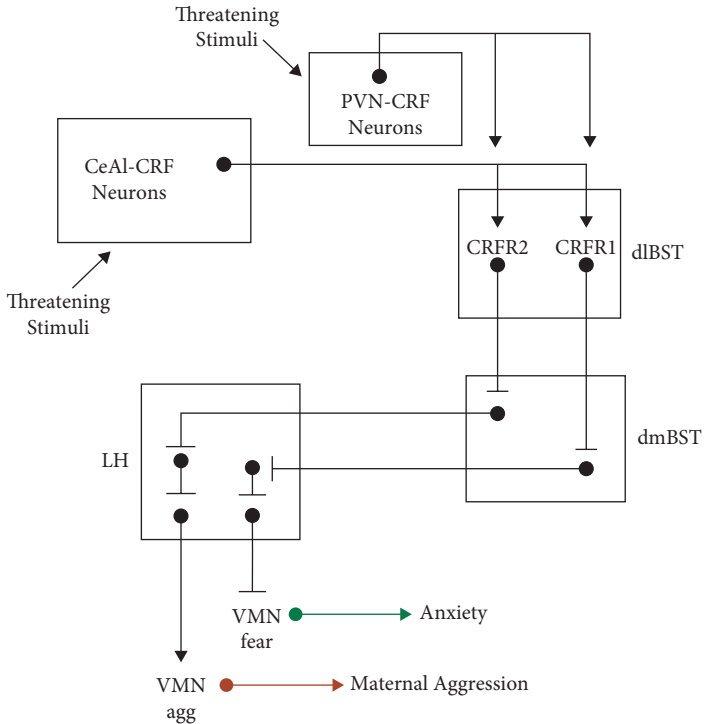 Threatening
Stimuli
PVN-CRF
Neurons
CeAl-CRF
Neurons
Threatening
Stimuli
CRFR2
CRFR1
dlBST
dmBST
LH
VMN
fear
Anxiety
VMN
agg
Maternal Aggression